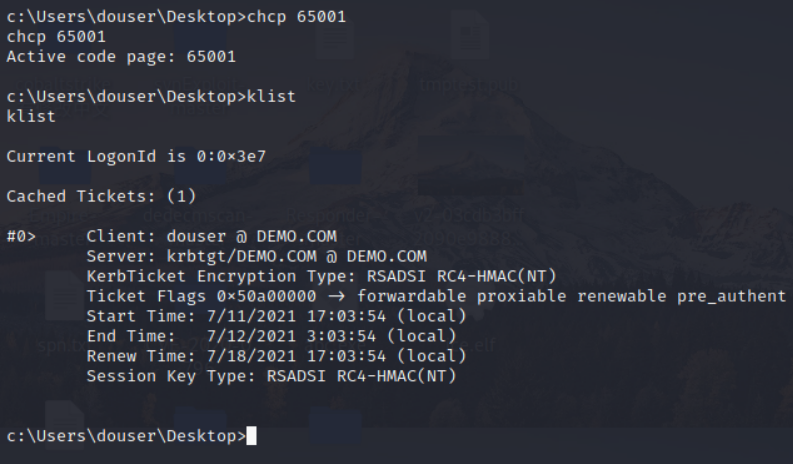 c:\Users\douser\Desktop>chcp 65001
chcp 65001
Active code page: 65001
c:\Users\douser\Desktop>klist
klist
Current LogonId is 0:0×3e7
Cached Tickets: (1)
#0> Client: douser @ DEMO.COM
Server: krbtgt/DEMO.COM @ DEMO.COM
KerbTicket Encryption Type: RSADSI RC4-HMAC(NT)
Ticket Flags 0×50a00000 → forwardable proxiable renewable pre_authent
Start Time: 7/11/2021 17:03:54 (local)
End Time: 7/12/2021 3:03:54 (local)
Renew Time: 7/18/2021 17:03:54 (local)
Session Key Type: RSADSI RC4-HMAC(NT)
c:\Users\douser\Desktop>